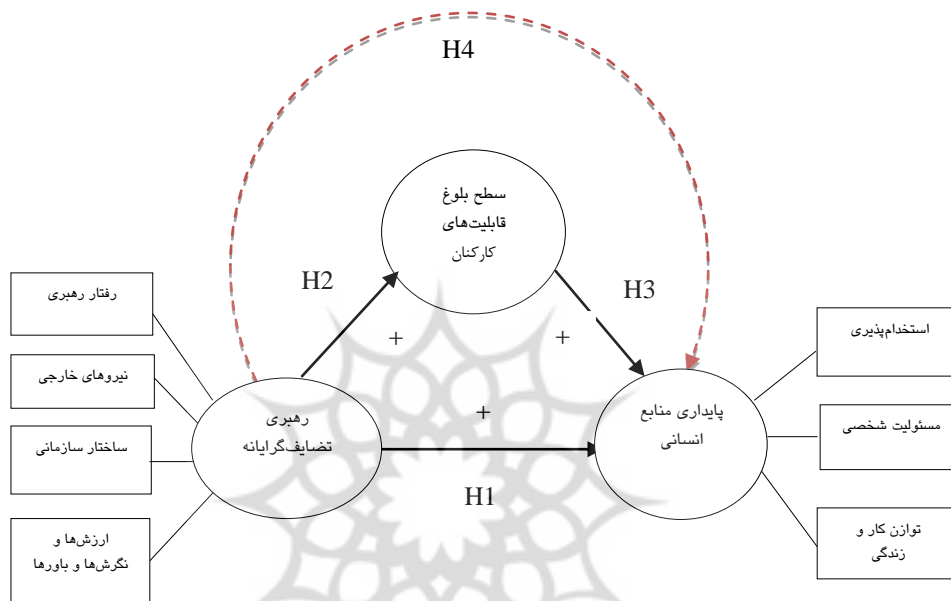 H4
سطح بلوغ
قابلیت‌های
کارکنان
H2
H3
+
+
رفتار رهبری
نیروهای خارجی
ساختار سازمانی
ارزش‌ها و
نگرش‌ها و باورها
رهبری
تضایف‌گرایانه
+
H1
پایداری منابع
انسانی
استخدام‌پذیری
مسئولیت شخصی
توازن کار و
زندگی